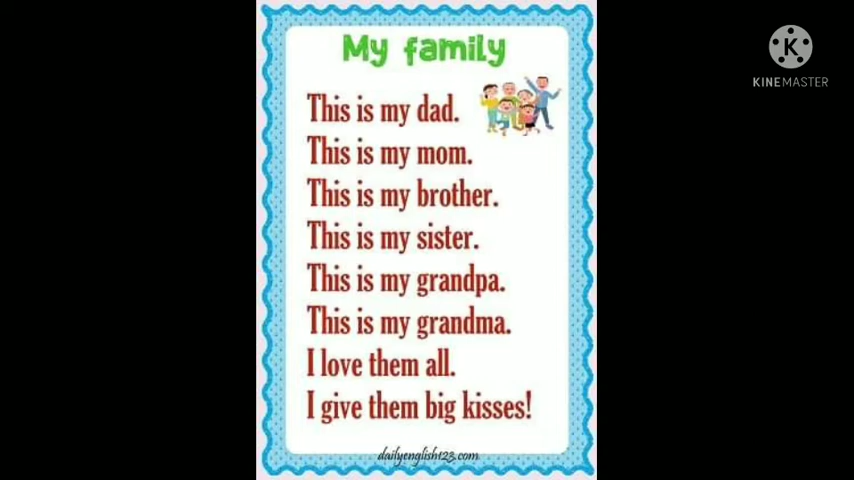 My family
This is my dad.
This is my mom.
This is my brother.
This is my sister.
This is my grandpa.
This is my grandma.
I love them all.
I give them big kisses!
dailyenglish123.com
K
KINEMASTER